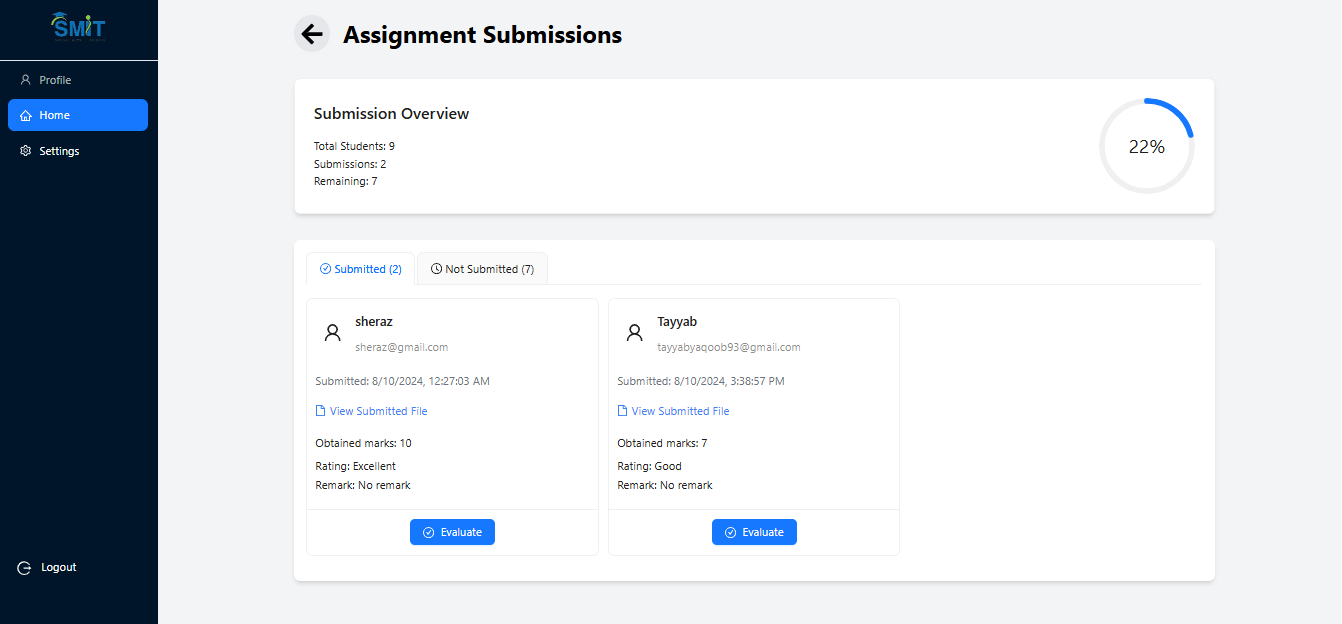 SMiT
Profile
Home
Settings
Logout
Assignment Submissions
Submission Overview
Total Students: 9
Submissions: 2
Remaining: 7
22%
Submitted (2)
Not Submitted (7)
sheraz
sheraz@gmail.com
Submitted: 8/10/2024, 12:27:03 AM
View Submitted File
Obtained marks: 10
Rating: Excellent
Remark: No remark
Evaluate
Tayyab
tayyabyaqoob93@gmail.com
Submitted: 8/10/2024, 3:38:57 PM
View Submitted File
Obtained marks: 7
Rating: Good
Remark: No remark
Evaluate